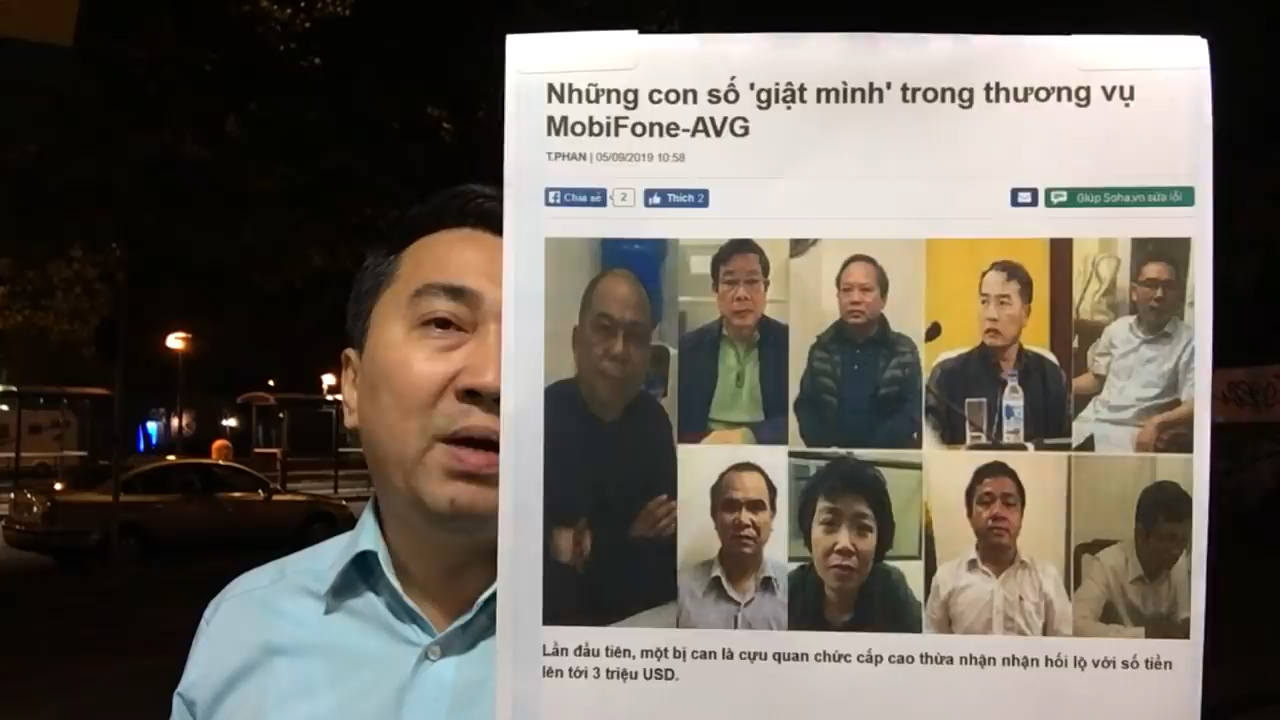 Những con số 'giật mình' trong thương vụ
MobiFone-AVG
T.PHAN | 05/09/2019 10:58
Chia sẻ 2 Thích 2 Giúp Soha.vn sửa lỗi
Lần đầu tiên, một bị can là cựu quan chức cấp cao thừa nhận nhận hối lộ với số tiền
lên tới 3 triệu USD.